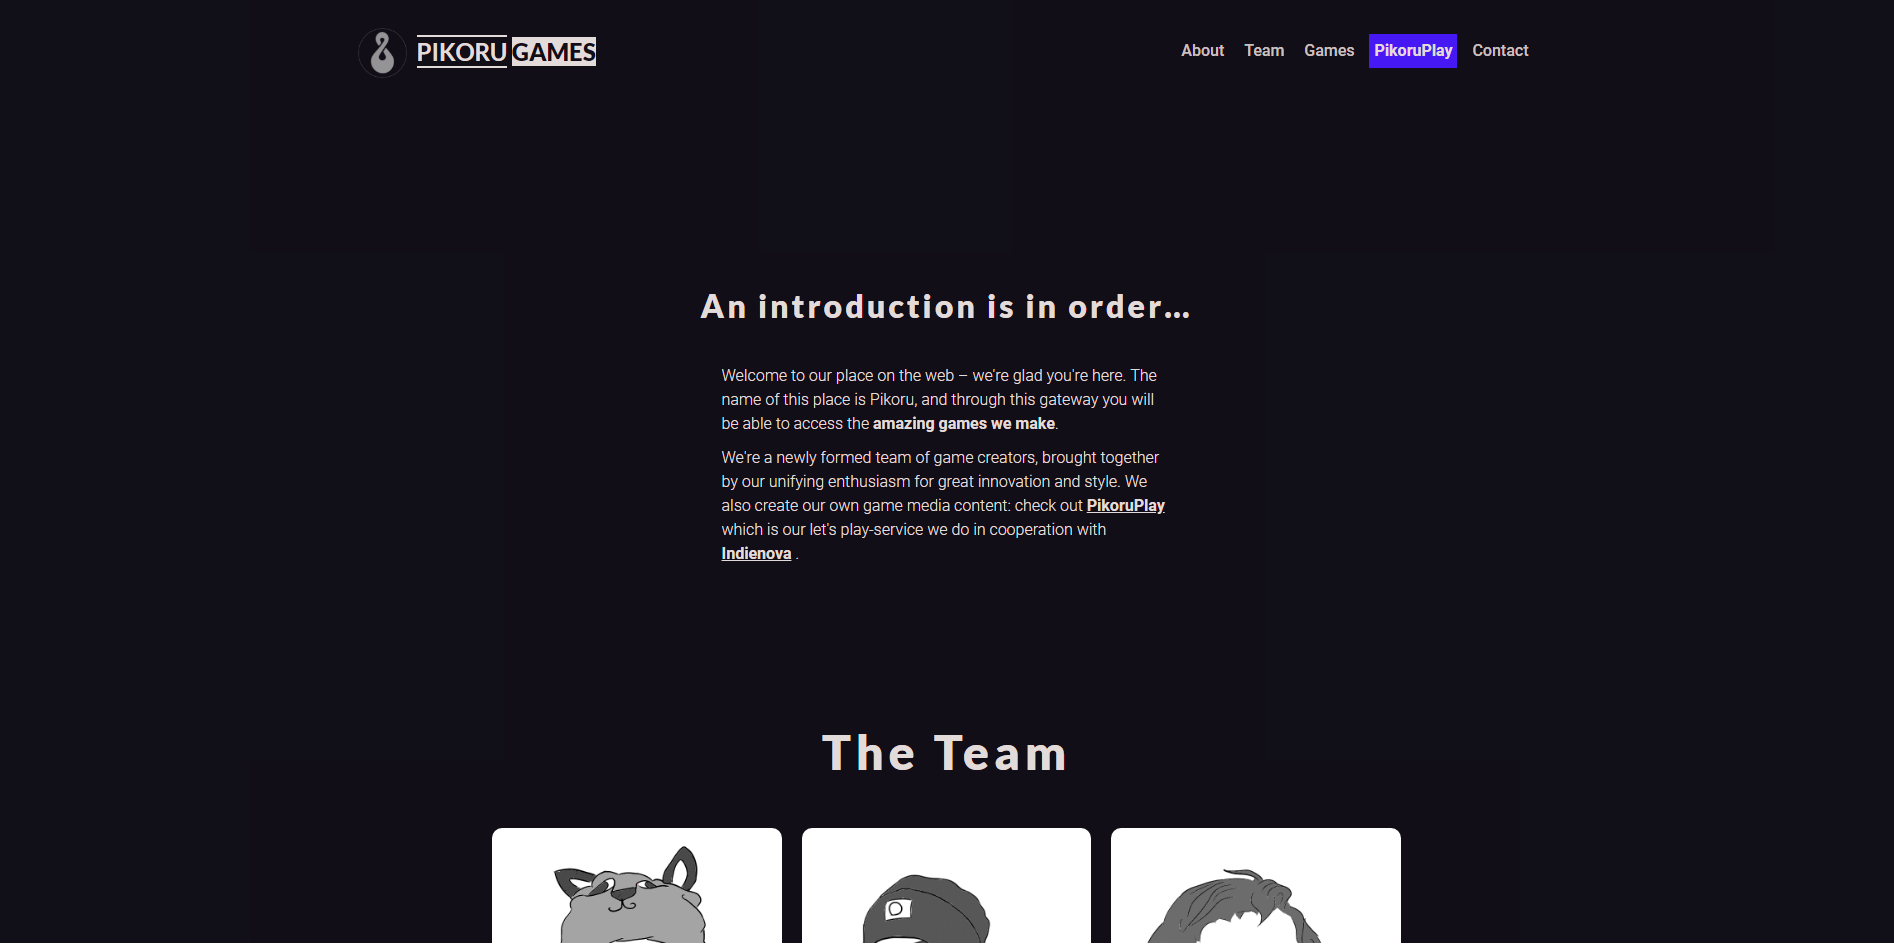 PIKORU GAMES
About Team Games PikoruPlay Contact
An introduction is in order...
Welcome to our place on the web – we're glad you're here. The
name of this place is Pikoru, and through this gateway you will
be able to access the amazing games we make.
We're a newly formed team of game creators, brought together
by our unifying enthusiasm for great innovation and style. We
also create our own game media content: check out PikoruPlay
which is our let's play-service we do in cooperation with
Indienova .
The Team